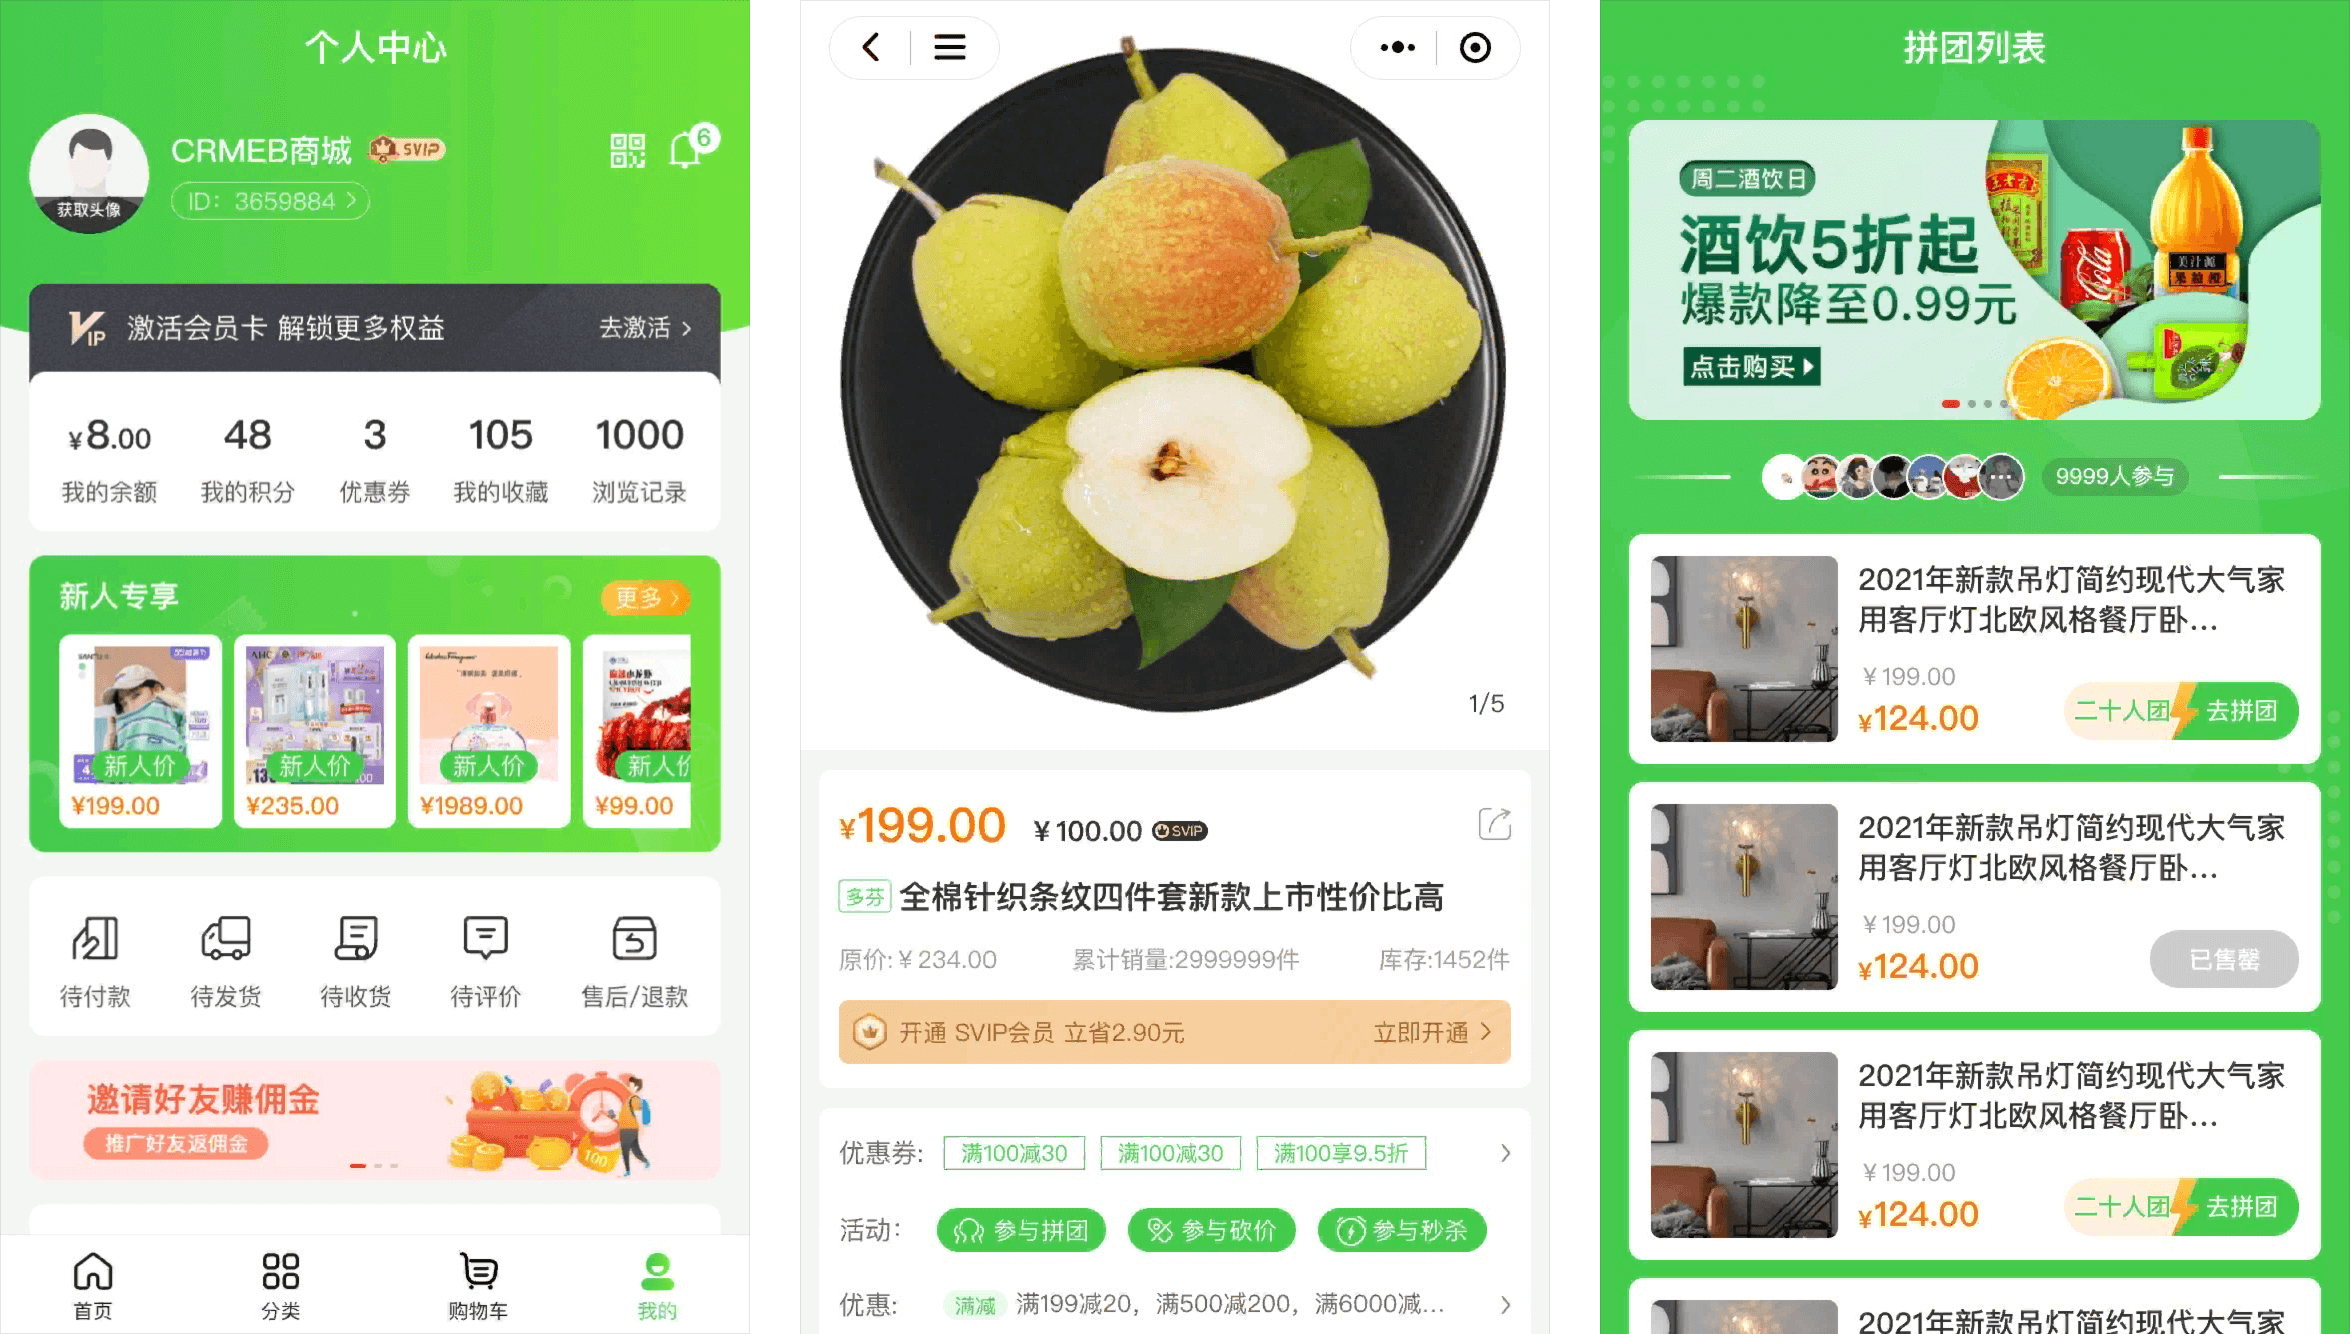 个人中心
CRMEB商城 SVIP
6
ID: 3659884
获取头像
VIP 激活会员卡 解锁更多权益 去激活
¥8.00 48 3 105 1000
我的余额 我的积分 优惠券 我的收藏 浏览记录
新人专享 更多
新人价 新人价 新人价 新人价
¥199.00 ¥235.00 ¥1989.00 ¥99.00
待付款 待发货 待收货 待评价 售后/退款
邀请好友赚佣金
推广好友返佣金
100
首页 分类 购物车 我的
1/5
¥199.00 ¥100.00 SVIP
多芬 全棉针织条纹四件套新款上市性价比高
原价:¥234.00 累计销量:2999999件 库存:1452件
开通 SVIP会员 立省2.90元 立即开通
优惠券: 满100减30 满100减30 满100享9.5折
活动: 参与拼团 参与砍价 参与秒杀
优惠: 满减 满199减20，满500减200，满6000减...
拼团列表
周二酒饮日
酒饮5折起
爆款降至0.99元
点击购买
美汁源
果粒橙
9999人参与
2021年新款吊灯简约现代大气家
用客厅灯北欧风格餐厅卧...
¥199.00
¥124.00 二十人团 去拼团
2021年新款吊灯简约现代大气家
用客厅灯北欧风格餐厅卧...
¥199.00
¥124.00 已售罄
2021年新款吊灯简约现代大气家
用客厅灯北欧风格餐厅卧...
¥199.00
¥124.00 二十人团 去拼团
2021年新款吊灯简约现代大气家